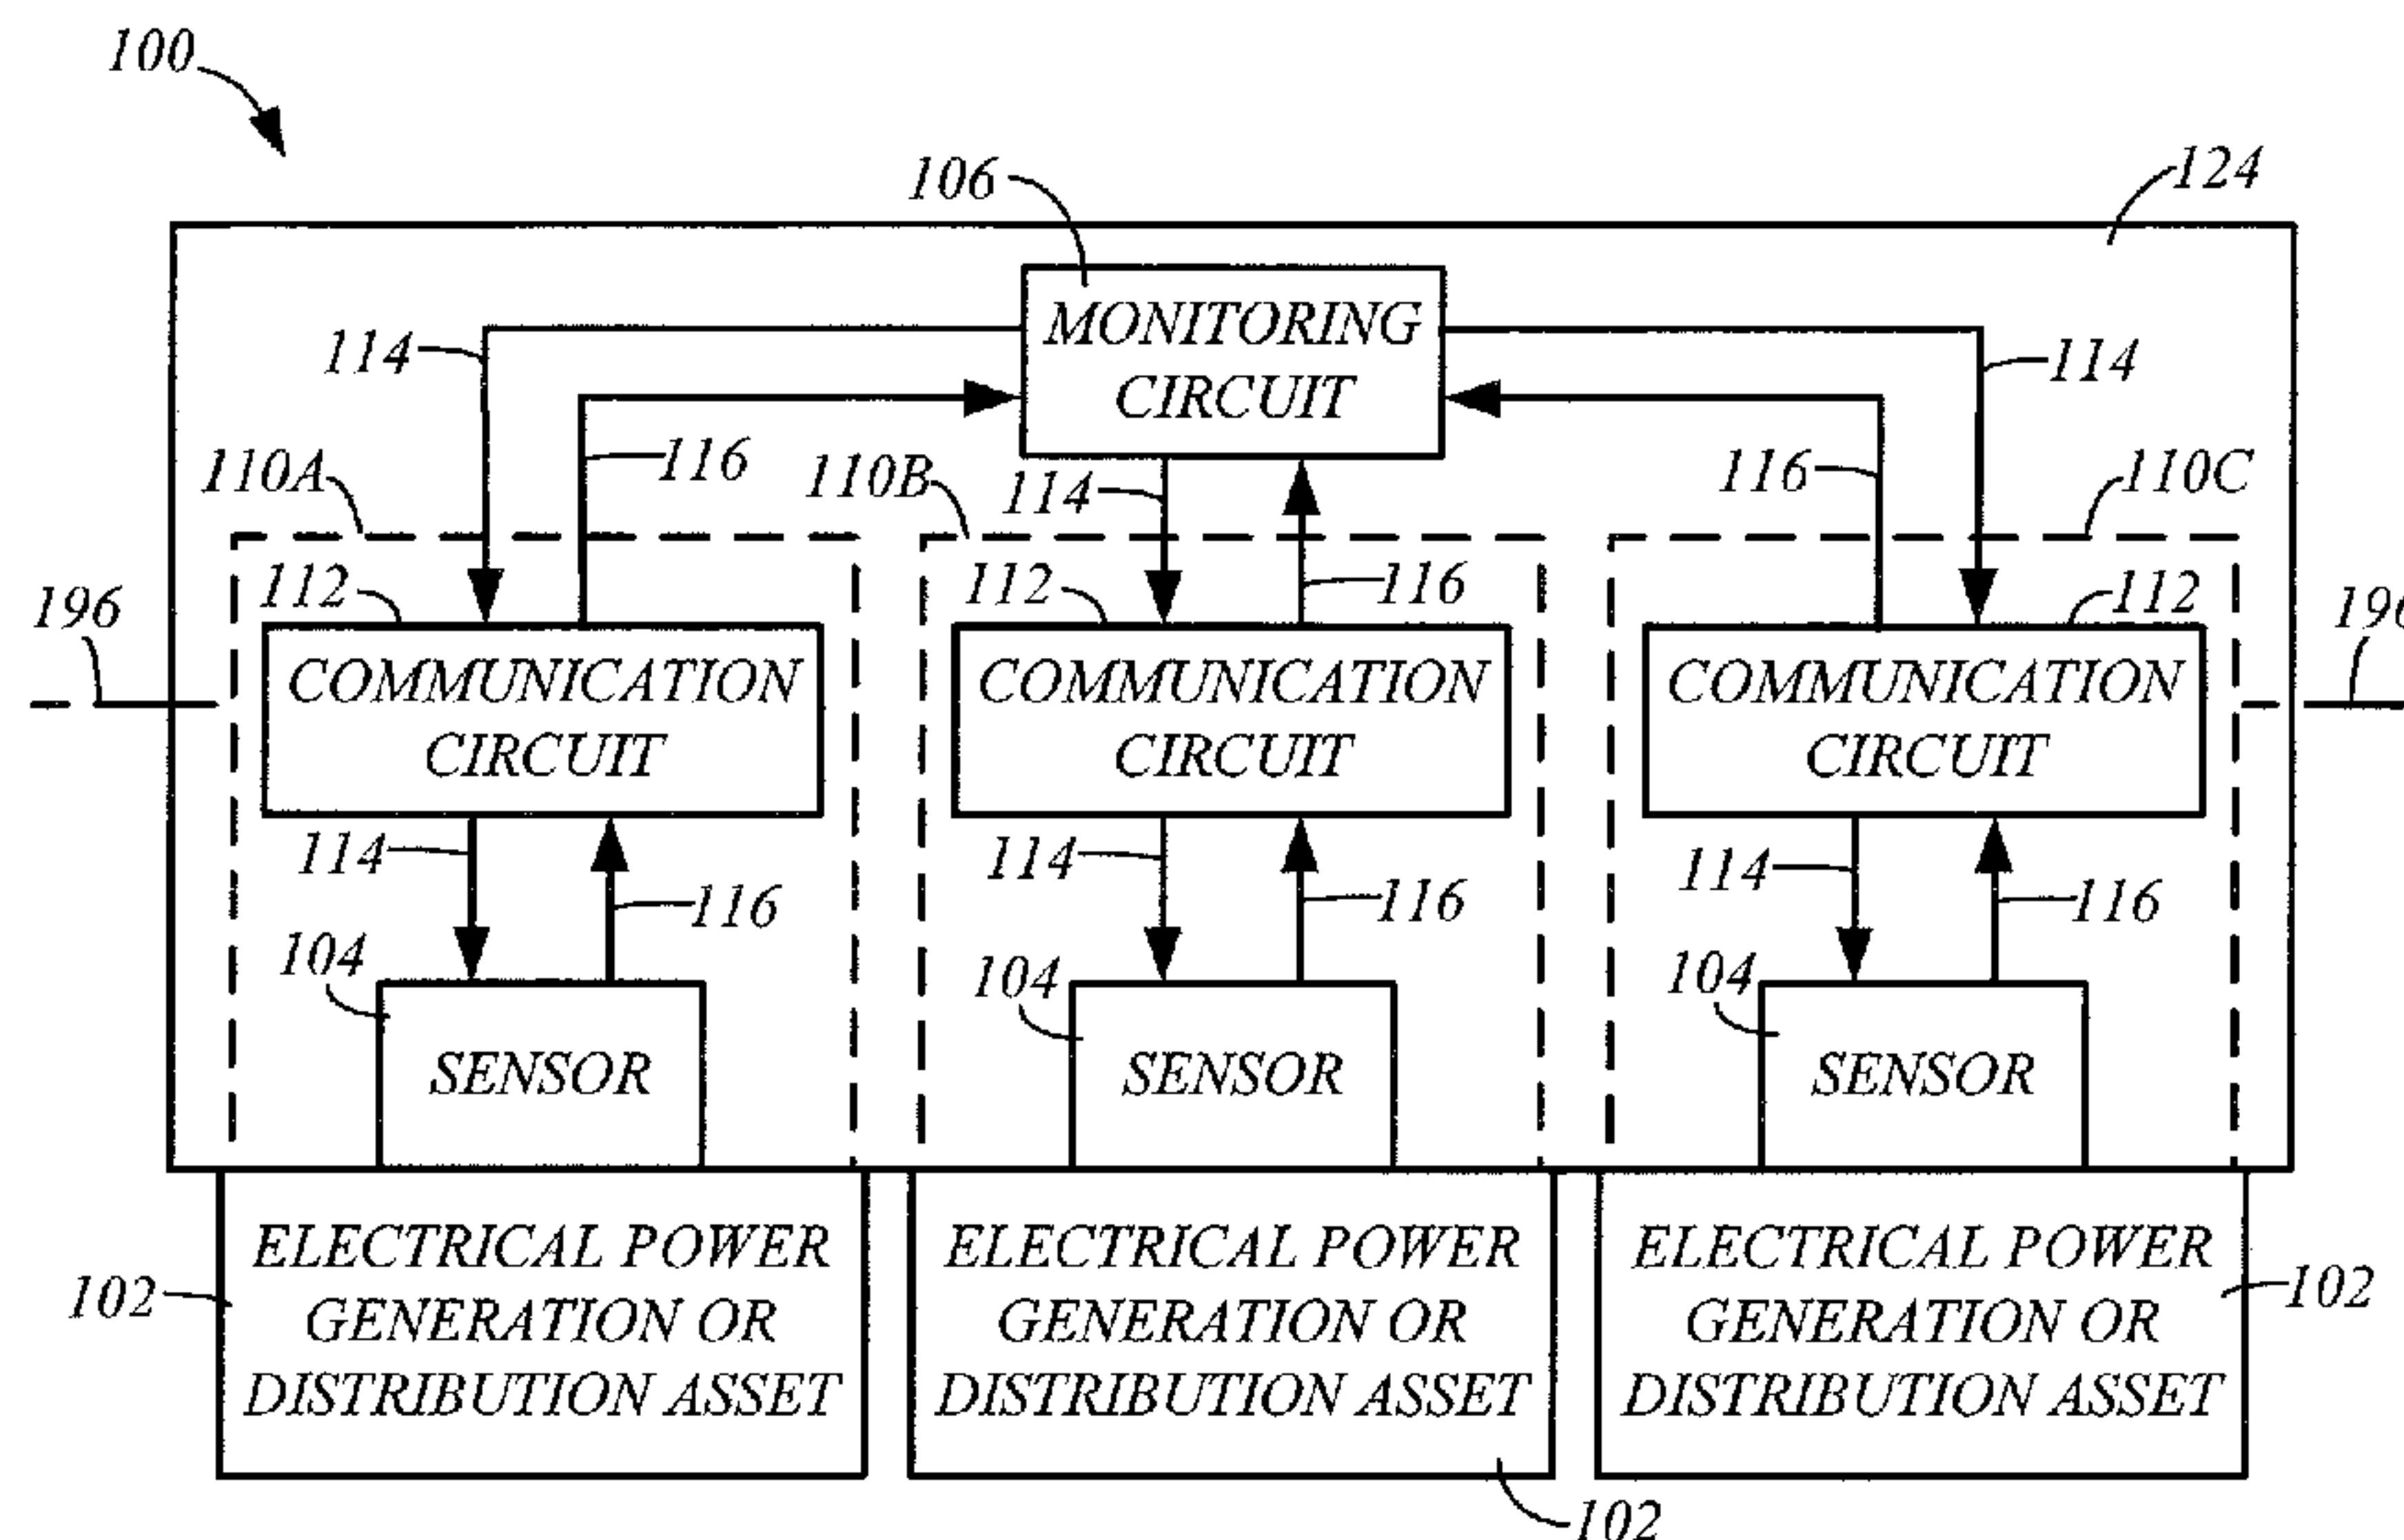 100
106
124
MONITORING
CIRCUIT
114
114
116
110A
110B
114
116
110C
196
112
112
116
112
COMMUNICATION
CIRCUIT
COMMUNICATION
CIRCUIT
COMMUNICATION
CIRCUIT
114
116
114
116
114
116
104
SENSOR
104
SENSOR
104
SENSOR
102
ELECTRICAL POWER
GENERATION OR
DISTRIBUTION ASSET
ELECTRICAL POWER
GENERATION OR
DISTRIBUTION ASSET
102
ELECTRICAL POWER
GENERATION OR
DISTRIBUTION ASSET
102